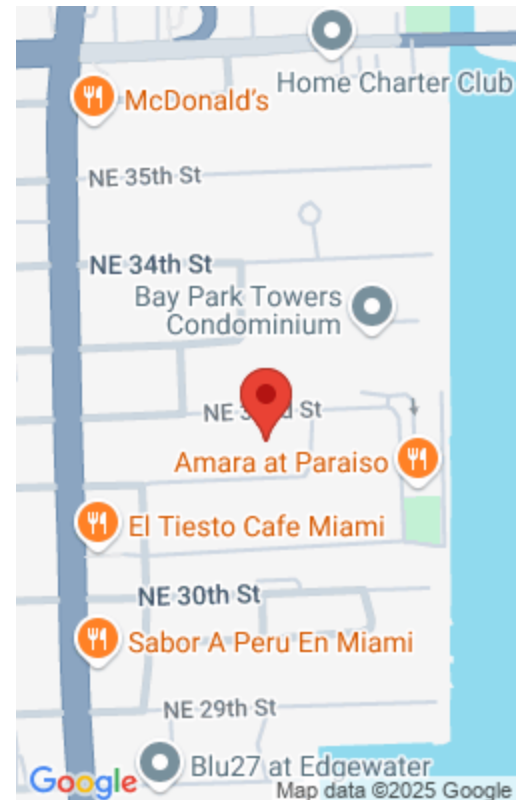 Home Charter Club
McDonald's
NE 35th St
NE 34th St
Bay Park Towers
Condominium
NE 3 d St
Amara at Paraiso
El Tiesto Cafe Miami
NE 30th St
Sabor A Peru En Miami
NE 29th St
Blu27 at Edgewater
Google
Map data ©2025 Google